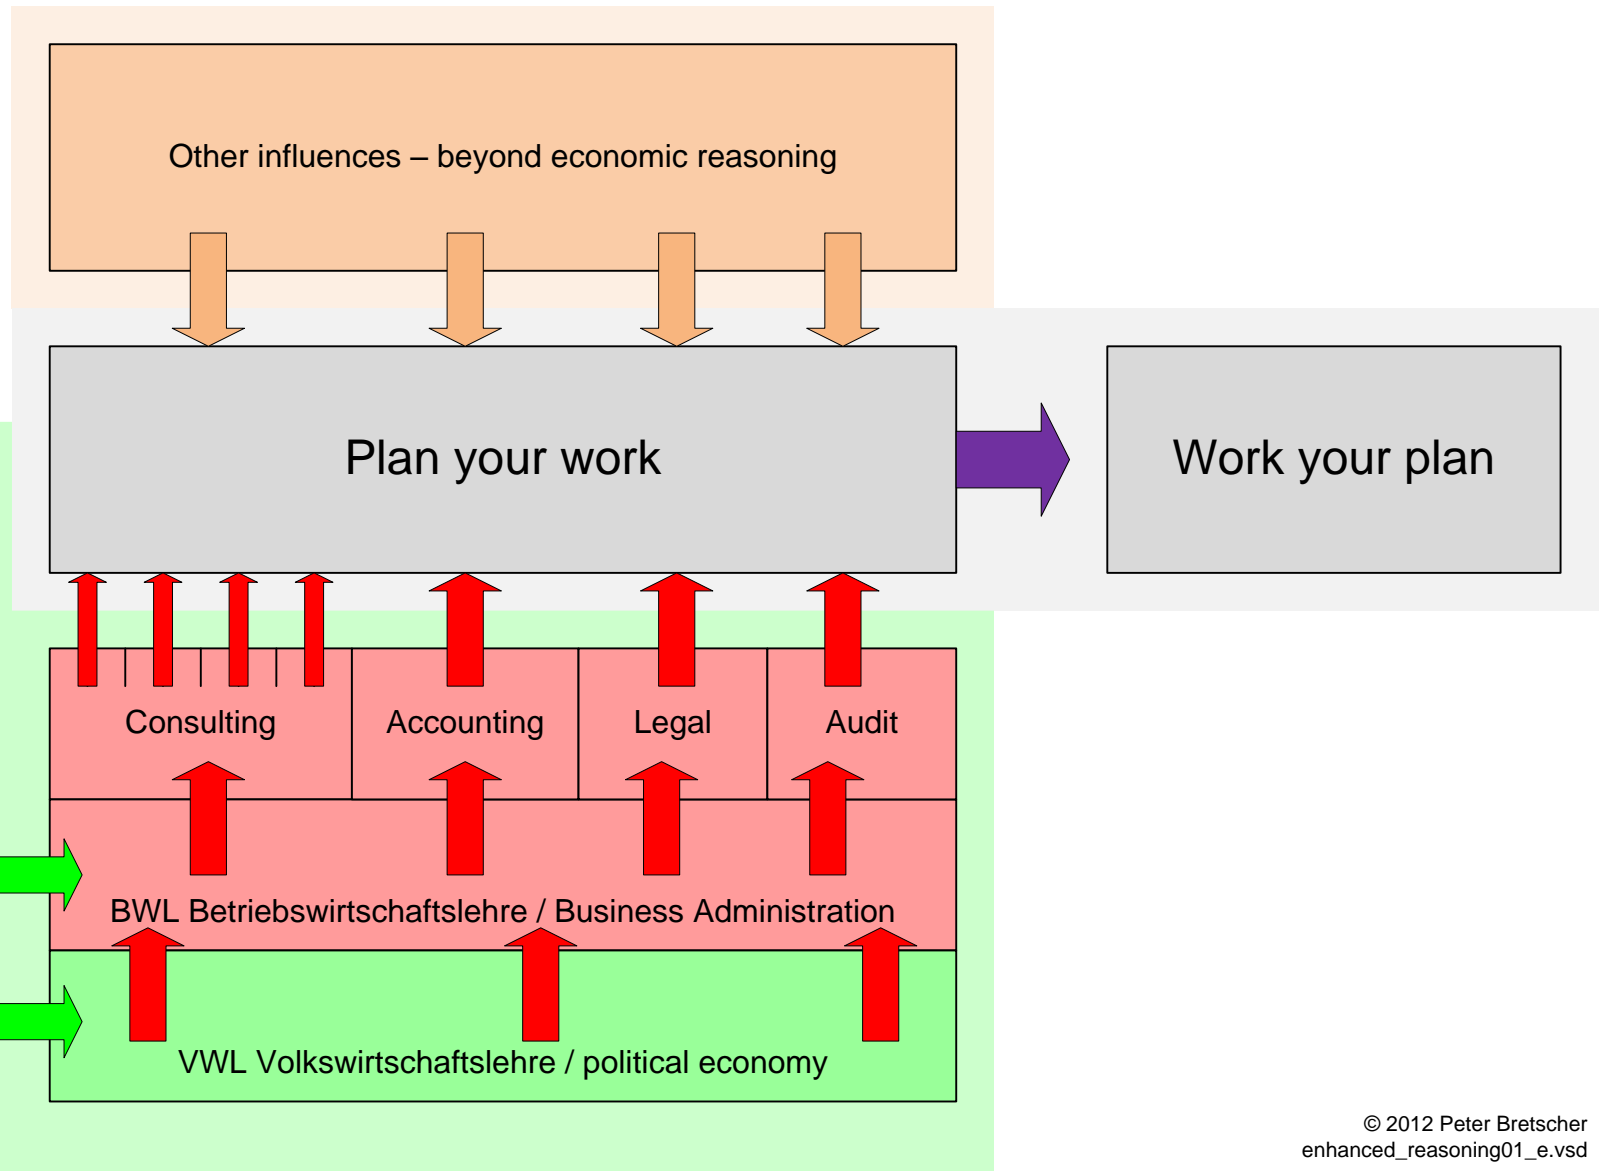 Other influences – beyond economic reasoning
Plan your work
Work your plan
Consulting
Accounting
Legal
Audit
BWL Betriebswirtschaftslehre / Business Administration
VWL Volkswirtschaftslehre / political economy
© 2012 Peter Bretscher
enhanced_reasoning01_e.vsd